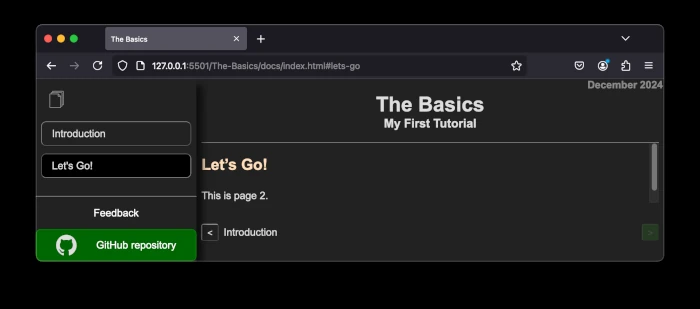 The Basics
127.0.0.1:5501/The-Basics/docs/index.html#lets-go
December 2024
The Basics
My First Tutorial
Introduction
Let's Go!
Feedback
GitHub repository
Let’s Go!
This is page 2.
< Introduction
>